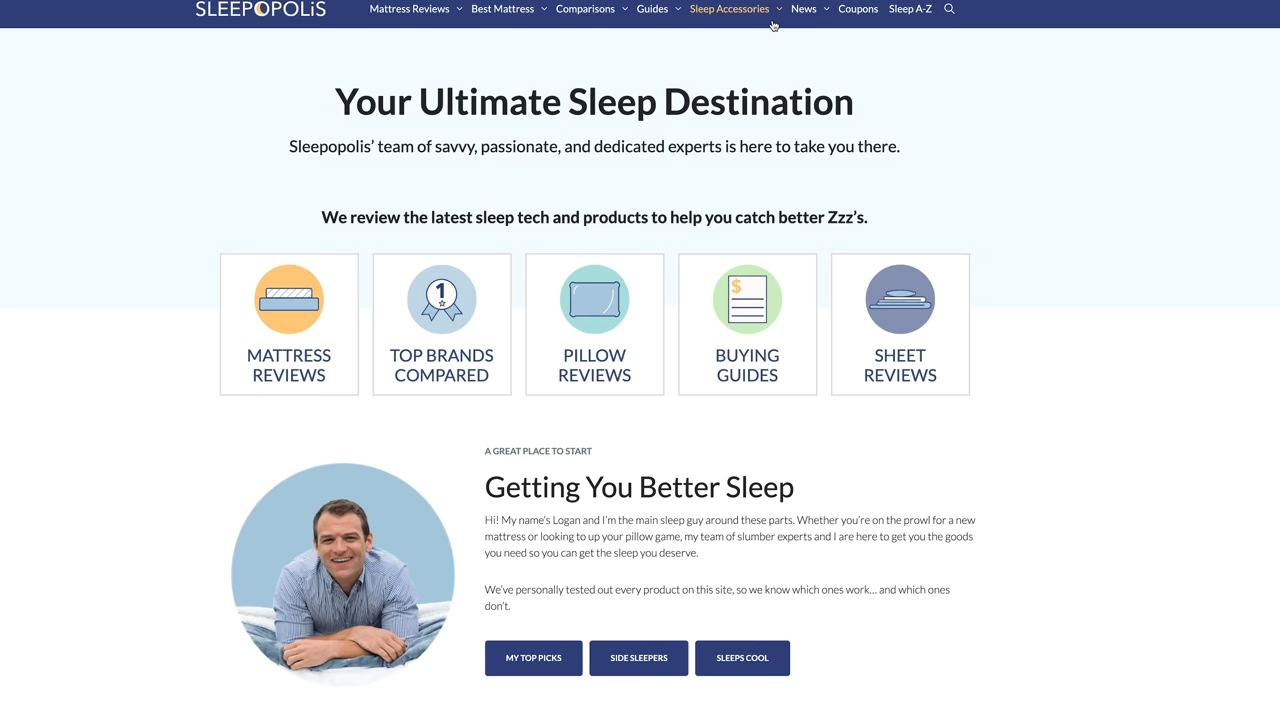 SLEEPOPOLiS Mattress Reviews Best Mattress Comparisons Guides Sleep Accessories News Coupons Sleep A-Z
Your Ultimate Sleep Destination
Sleepopolis’ team of savvy, passionate, and dedicated experts is here to take you there.
We review the latest sleep tech and products to help you catch better Zzz’s.
1
$
MATTRESS
REVIEWS
TOP BRANDS
COMPARED
PILLOW
REVIEWS
BUYING
GUIDES
SHEET
REVIEWS
A GREAT PLACE TO START
Getting You Better Sleep
Hi! My name’s Logan and I’m the main sleep guy around these parts. Whether you’re on the prowl for a new
mattress or looking to up your pillow game, my team of slumber experts and I are here to get you the goods
you need so you can get the sleep you deserve.
We’ve personally tested out every product on this site, so we know which ones work… and which ones
don’t.
MY TOP PICKS SIDE SLEEPERS SLEEPS COOL